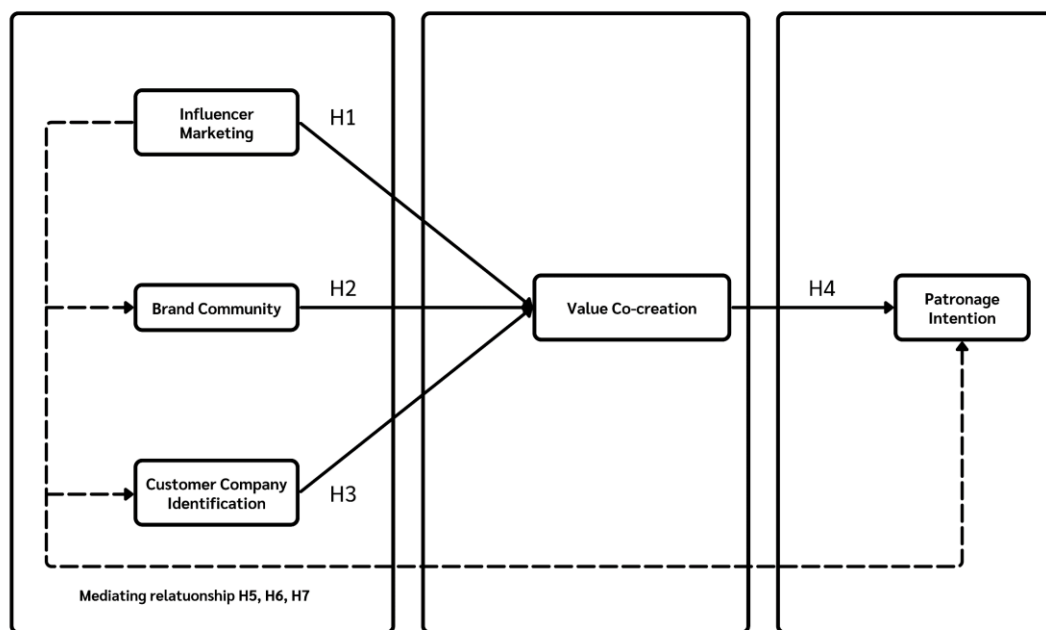 Influencer
Marketing
H1
Brand Community
H2
Value Co-creation
H4
Patronage
Intention
Customer Company
Identification
H3
Mediating relatuonship H5, H6, H7